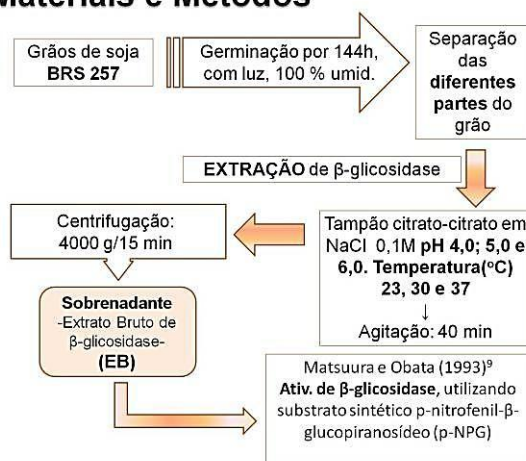 Materiais e Métodos
Grãos de soja
BRS 257
Germinação por 144h,
com luz, 100 % umid.
Separação
das
diferentes
partes do
grão
EXTRAÇÃO de β-glicosidase
Tampão citrato-citrato em
NaCl 0,1M pH 4,0; 5,0 e
6,0. Temperatura(ºC)
23, 30 e 37
↓
Agitação: 40 min
Centrifugação:
4000 g/15 min
Sobrenadante
-Extrato Bruto de
β-glicosidase-
(EB)
Matsuura e Obata (1993)⁹
Ativ. de β-glicosidase, utilizando
substrato sintético p-nitrofenil-β-
glucopiranosídeo (p-NPG)